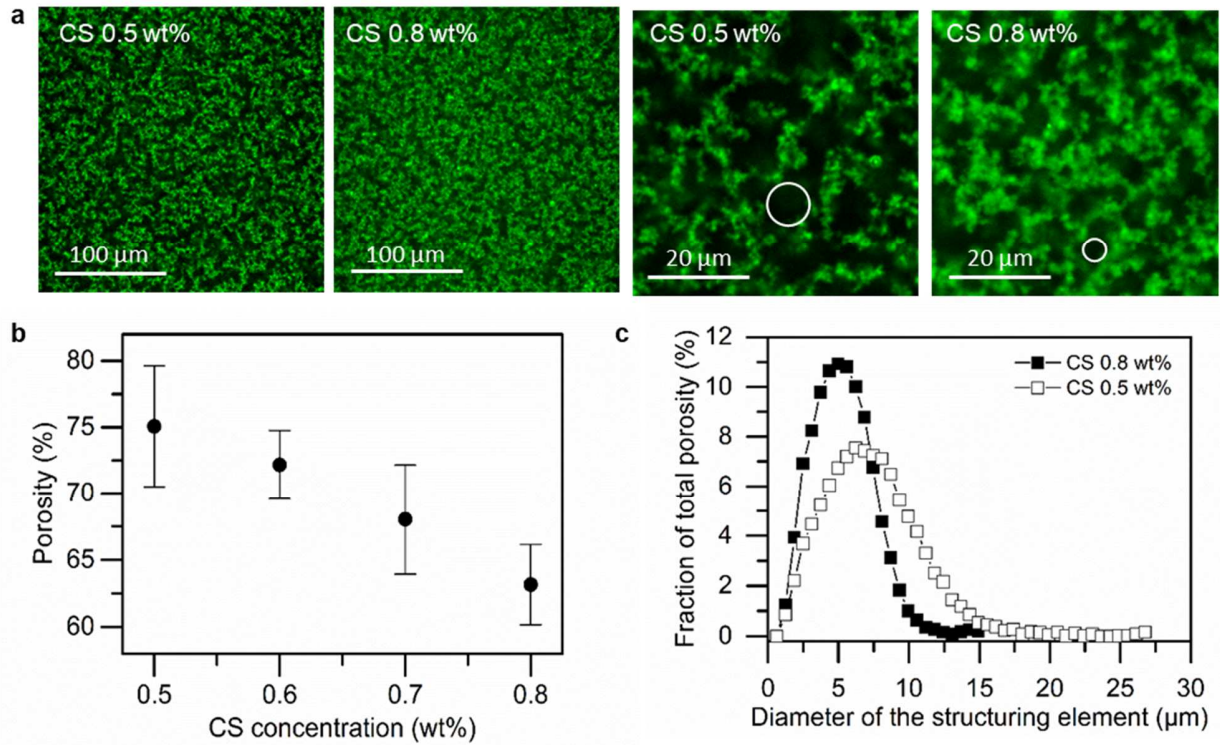 a
CS 0.5 wt%
100 µm
CS 0.8 wt%
100 µm
CS 0.5 wt%
20 µm
CS 0.8 wt%
20 µm
b
Porosity (%)
80
75
70
65
60
0.5 0.6 0.7 0.8
CS concentration (wt%)
c
Fraction of total porosity (%)
12
10
8
6
4
2
0
CS 0.8 wt%
CS 0.5 wt%
0 5 10 15 20 25 30
Diameter of the structuring element (µm)